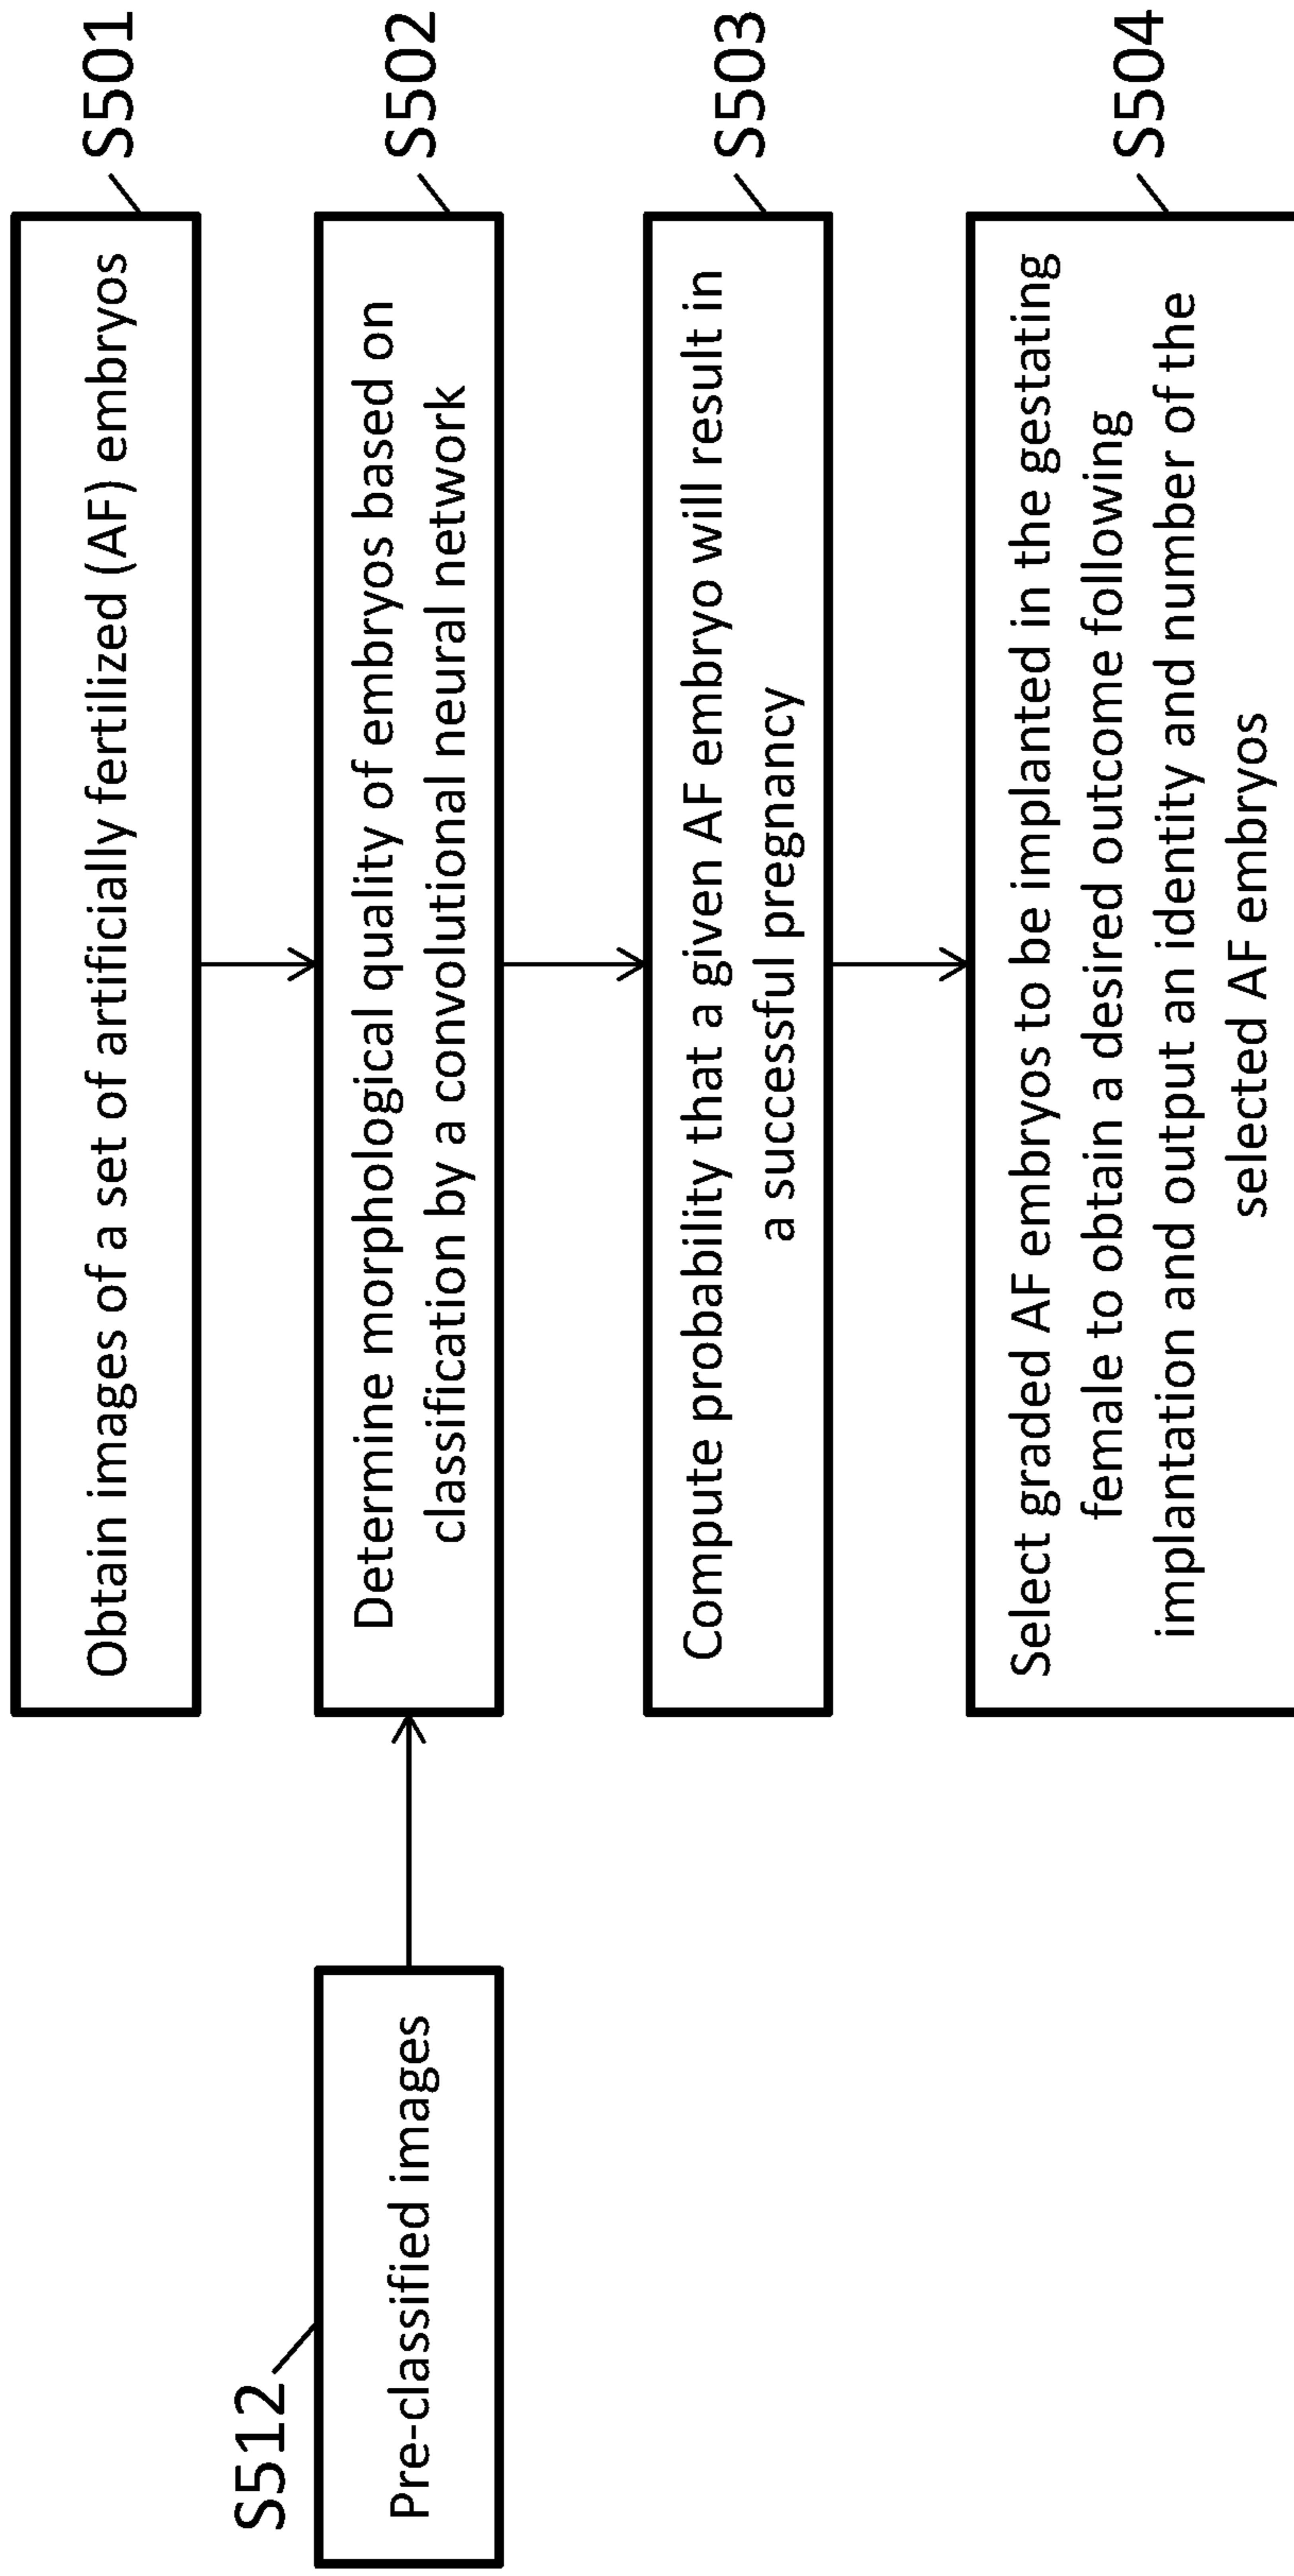 Obtain images of a set of artificially fertilized (AF) embryos
S501
S512
Pre-classified images
Determine morphological quality of embryos based on
classification by a convolutional neural network
S502
Compute probability that a given AF embryo will result in
a successful pregnancy
S503
Select graded AF embryos to be implanted in the gestating
female to obtain a desired outcome following
implantation and output an identity and number of the
selected AF embryos
S504